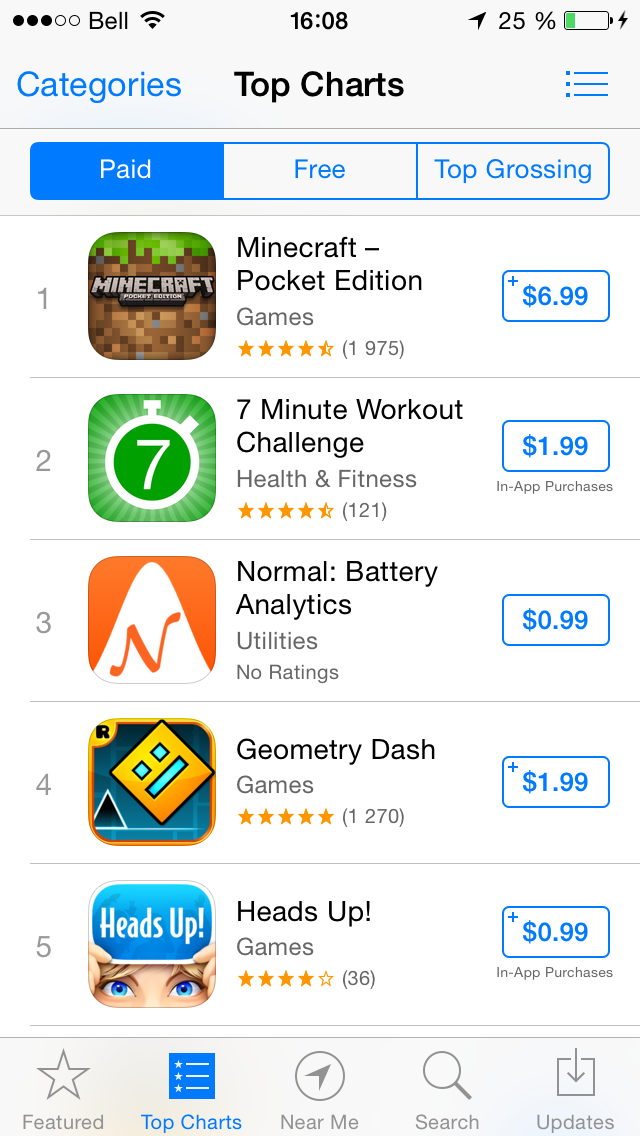 Bell 16:08 25 %
Categories Top Charts
Paid Free Top Grossing
1
MINECRAFT
POCKET EDITION
Minecraft –
Pocket Edition
Games
(1 975)
+ $6.99
2
7
7 Minute Workout
Challenge
Health & Fitness
(121)
$1.99
In-App Purchases
3
N
Normal: Battery
Analytics
Utilities
No Ratings
$0.99
4
R
Geometry Dash
Games
(1 270)
+ $1.99
5
Heads Up!
Heads Up!
Games
(36)
+ $0.99
In-App Purchases
Featured Top Charts Near Me Search Updates